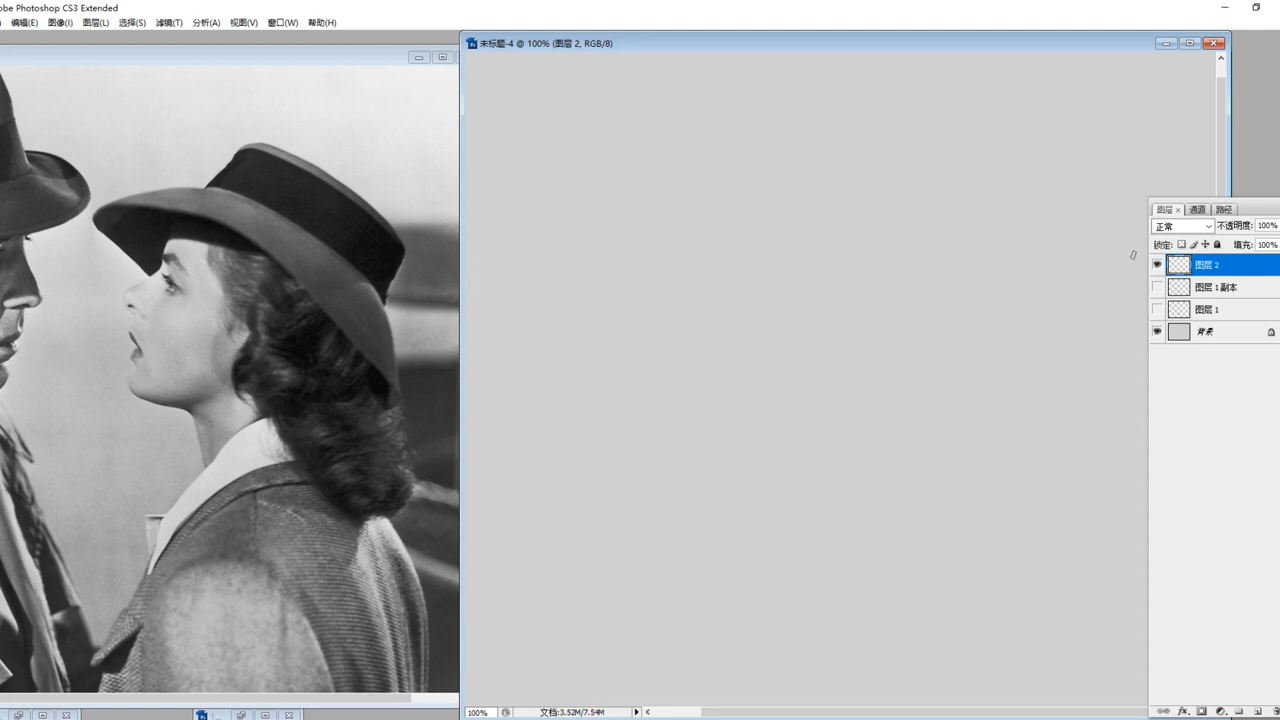 obe Photoshop CS3 Extended
编辑(E) 图像(I) 图层(L) 选择(S) 滤镜(T) 分析(A) 视图(V) 窗口(W) 帮助(H)
未标题-4 @ 100% (图层 2, RGB/8)
图层 × 通道 路径
正常 不透明度: 100%
锁定: 填充: 100%
图层 2
图层 1 副本
图层 1
背景
100% 文档:3.52M/7.54M
1...